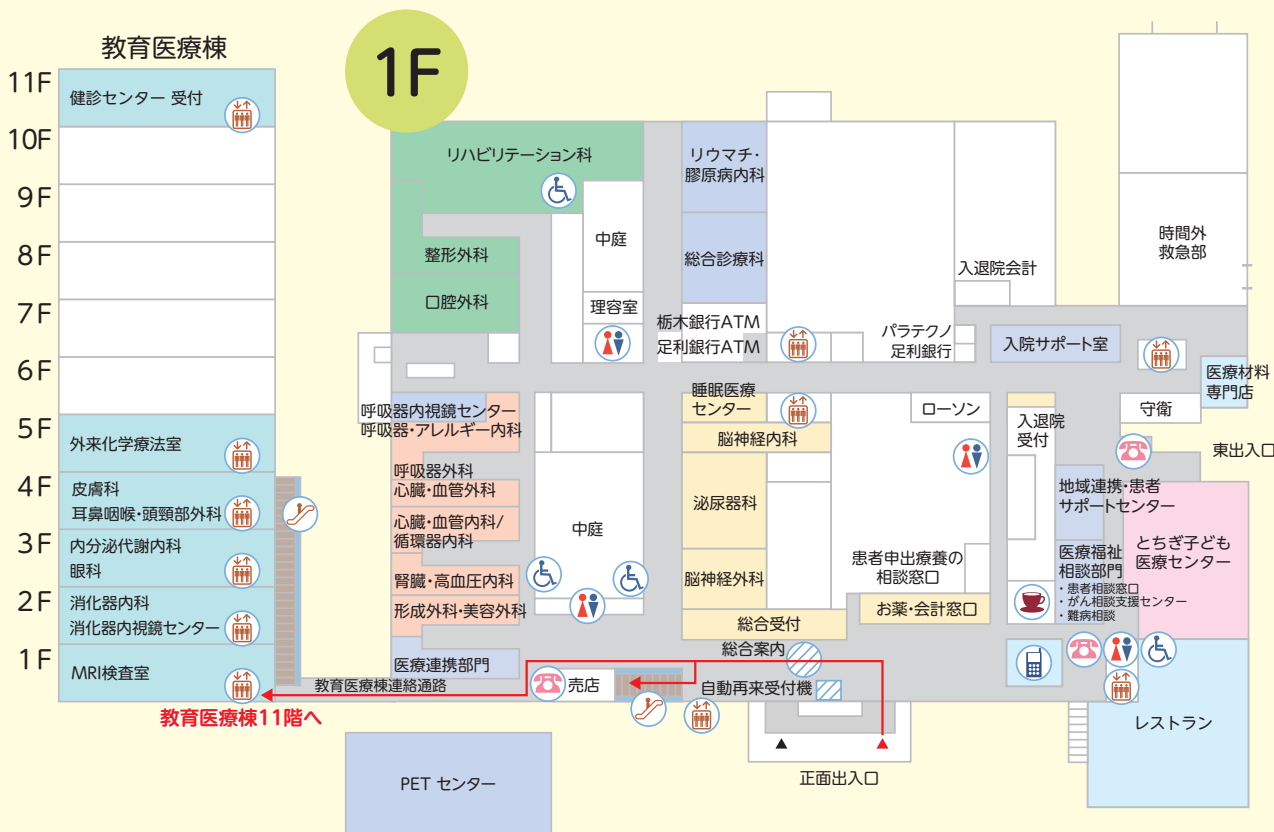 教育医療棟
1F
11F
健診センター 受付
10F
9F
8F
7F
6F
5F
外来化学療法室
4F
皮膚科
耳鼻咽喉・頭頸部外科
3F
内分泌代謝内科
眼科
2F
消化器内科
消化器内視鏡センター
1F
MRI検査室
教育医療棟連絡通路
教育医療棟11階へ
リハビリテーション科
整形外科
口腔外科
中庭
理容室
リウマチ・
膠原病内科
総合診療科
栃木銀行ATM
足利銀行ATM
入退院会計
パラテクノ
足利銀行
時間外
救急部
入院サポート室
医療材料
専門店
守衛
東出入口
呼吸器内視鏡センター
呼吸器・アレルギー内科
呼吸器外科
心臓・血管外科
心臓・血管内科/
循環器内科
腎臓・高血圧内科
形成外科・美容外科
医療連携部門
中庭
睡眠医療
センター
脳神経内科
泌尿器科
脳神経外科
総合受付
総合案内
自動再来受付機
ローソン
患者申出療養の
相談窓口
お薬・会計窓口
入退院
受付
地域連携・患者
サポートセンター
医療福祉
相談部門
・患者相談窓口
・がん相談支援センター
・難病相談
とちぎ子ども
医療センター
売店
レストラン
正面出入口
PET センター